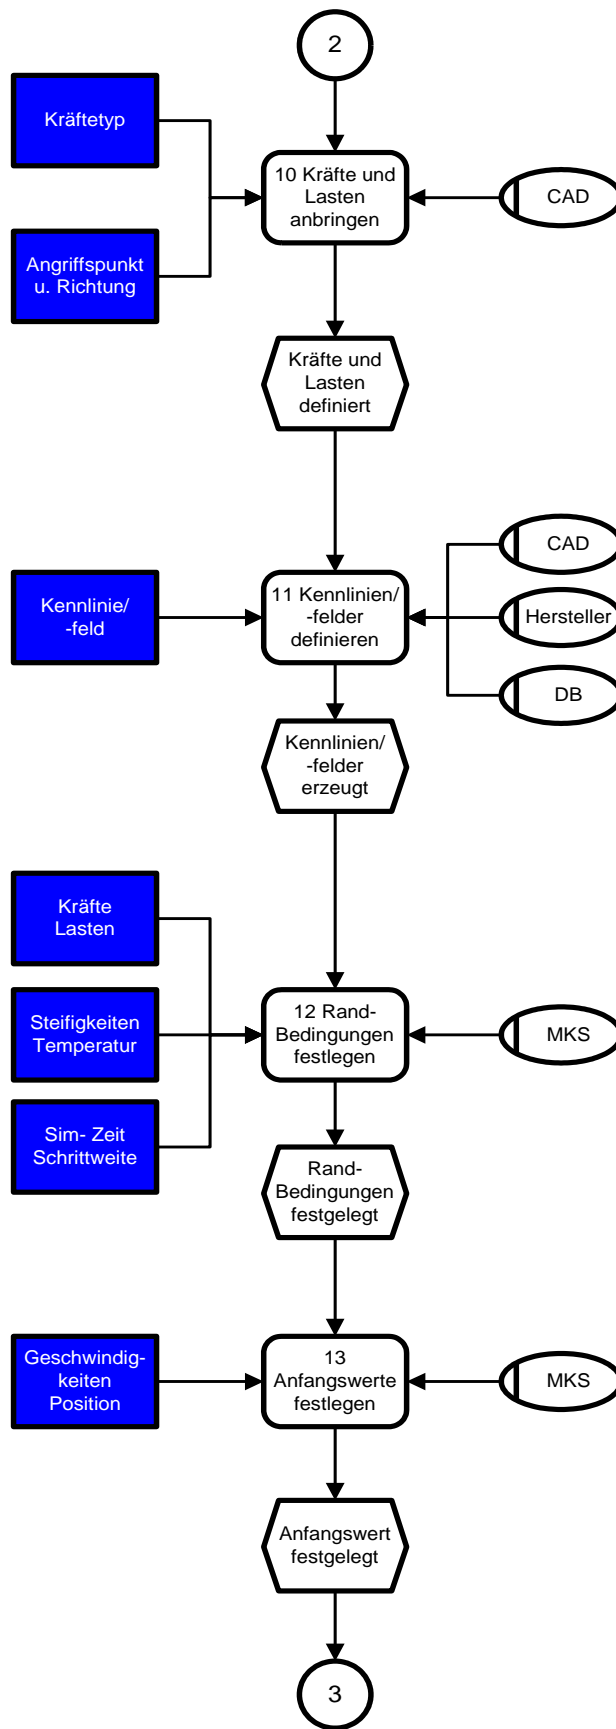 2
Kräftetyp
10 Kräfte und
Lasten
anbringen
CAD
Angriffspunkt
u. Richtung
Kräfte und
Lasten
definiert
CAD
Kennlinie/
-feld
11 Kennlinien/
-felder
definieren
Hersteller
DB
Kennlinien/
-felder
erzeugt
Kräfte
Lasten
Steifigkeiten
Temperatur
12 Rand-
Bedingungen
festlegen
MKS
Sim- Zeit
Schrittweite
Rand-
Bedingungen
festgelegt
Geschwindig-
keiten
Position
13
Anfangswerte
festlegen
MKS
Anfangswert
festgelegt
3